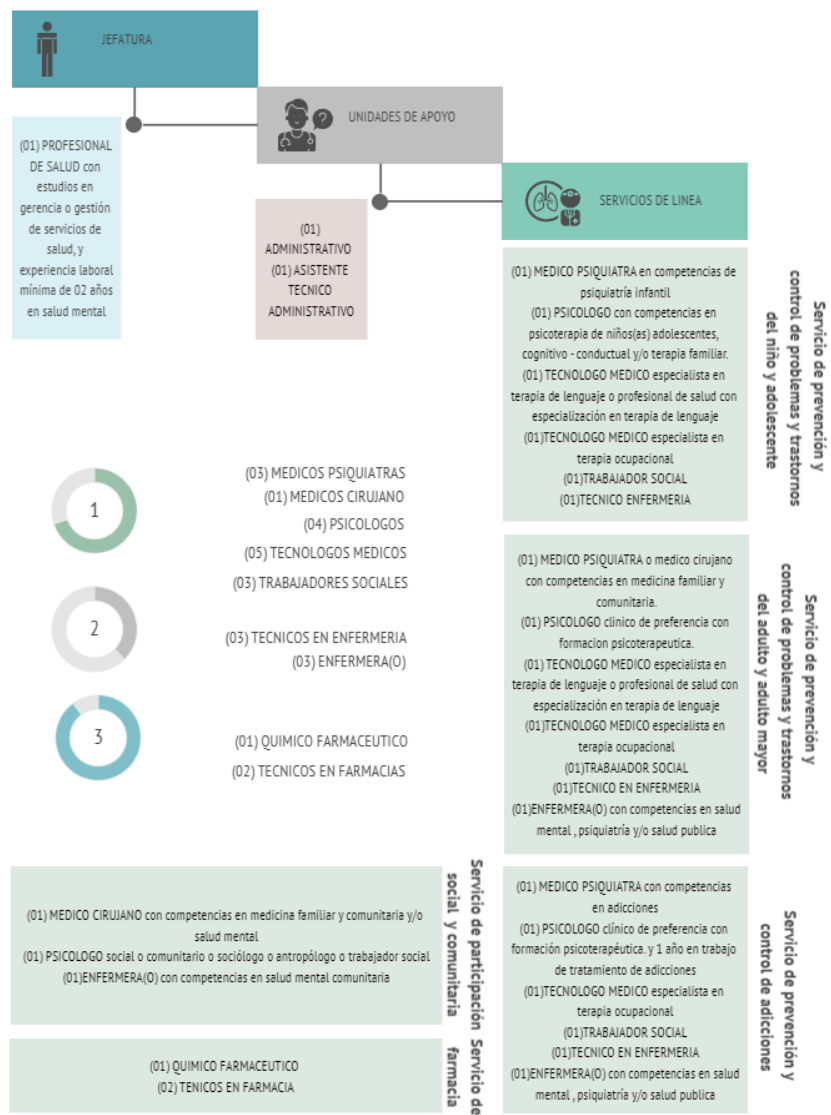 JEFATURA
(01) PROFESIONAL
DE SALUD con
estudios en
gerencia o gestión
de servicios de
salud, y
experiencia laboral
mínima de 02 años
en salud mental
?
UNIDADES DE APOYO
(01)
ADMINISTRATIVO
(01) ASISTENTE
TECNICO
ADMINISTRATIVO
SERVICIOS DE LINEA
(01) MEDICO PSIQUIATRA en competencias de
psiquiatría infantil
(01) PSICOLOGO con competencias en
psicoterapia de niños(as) adolescentes,
cognitivo - conductual y/o terapia familiar.
(01) TECNOLOGO MEDICO especialista en
terapia de lenguaje o profesional de salud con
especialización en terapia de lenguaje
(01)TECNOLOGO MEDICO especialista en
terapia ocupacional
(01)TRABAJADOR SOCIAL
(01)TECNICO ENFERMERIA
Servicio de prevención y
control de problemas y trastornos
del niño y adolescente
1
2
3
(03) MEDICOS PSIQUIATRAS
(01) MEDICOS CIRUJANO
(04) PSICOLOGOS
(05) TECNOLOGOS MEDICOS
(03) TRABAJADORES SOCIALES
(03) TECNICOS EN ENFERMERIA
(03) ENFERMERA(O)
(01) QUIMICO FARMACEUTICO
(02) TECNICOS EN FARMACIAS
(01) MEDICO PSIQUIATRA o medico cirujano
con competencias en medicina familiar y
comunitaria.
(01) PSICOLOGO clinico de preferencia con
formacion psicoterapeutica.
(01) TECNOLOGO MEDICO especialista en
terapia de lenguaje o profesional de salud con
especialización en terapia de lenguaje
(01)TECNOLOGO MEDICO especialista en
terapia ocupacional
(01)TRABAJADOR SOCIAL
(01)TECNICO EN ENFERMERIA
(01)ENFERMERA(O) con competencias en salud
mental , psiquiatría y/o salud publica
Servicio de prevención y
control de problemas y trastornos
del adulto y adulto mayor
(01) MEDICO CIRUJANO con competencias en medicina familiar y comunitaria y/o
salud mental
(01) PSICOLOGO social o comunitario o sociólogo o antropólogo o trabajador social
(01)ENFERMERA(O) con competencias en salud mental comunitaria
Servicio de participación
social y comunitaria
(01) MEDICO PSIQUIATRA con competencias
en adicciones
(01) PSICOLOGO clínico de preferencia con
formación psicoterapéutica. y 1 año en trabajo
de tratamiento de adicciones
(01)TECNOLOGO MEDICO especialista en
terapia ocupacional
(01)TRABAJADOR SOCIAL
(01)TECNICO EN ENFERMERIA
(01)ENFERMERA(O) con competencias en salud
mental , psiquiatría y/o salud publica
Servicio de prevención y
control de adicciones
(01) QUIMICO FARMACEUTICO
(02) TENICOS EN FARMACIA
Servicio de
farmacia